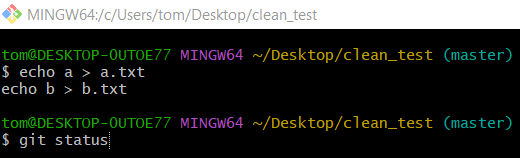 MINGW64:/c/Users/tom/Desktop/clean_test
tom@DESKTOP-OUTOE77 MINGW64 ~/Desktop/clean_test (master)
$ echo a > a.txt
echo b > b.txt
tom@DESKTOP-OUTOE77 MINGW64 ~/Desktop/clean_test (master)
$ git status